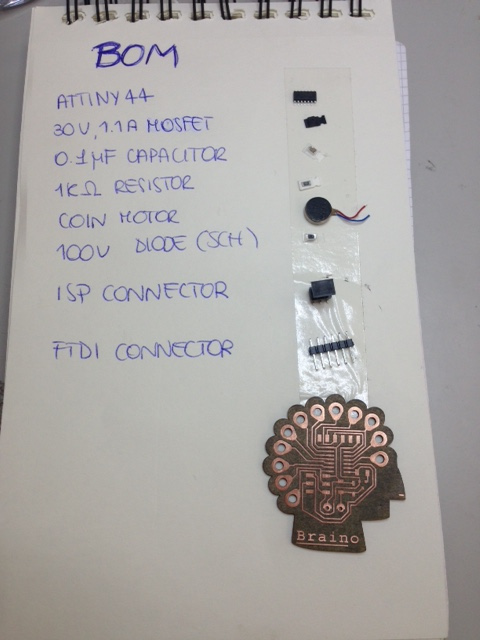 BOM
ATTINY44
30V, 1.1A MOSFET
0.1µF CAPACITOR
1KΩ RESISTOR
COIN MOTOR
100V DIODE (SCH)
ISP CONNECTOR
FTDI CONNECTOR
Braino